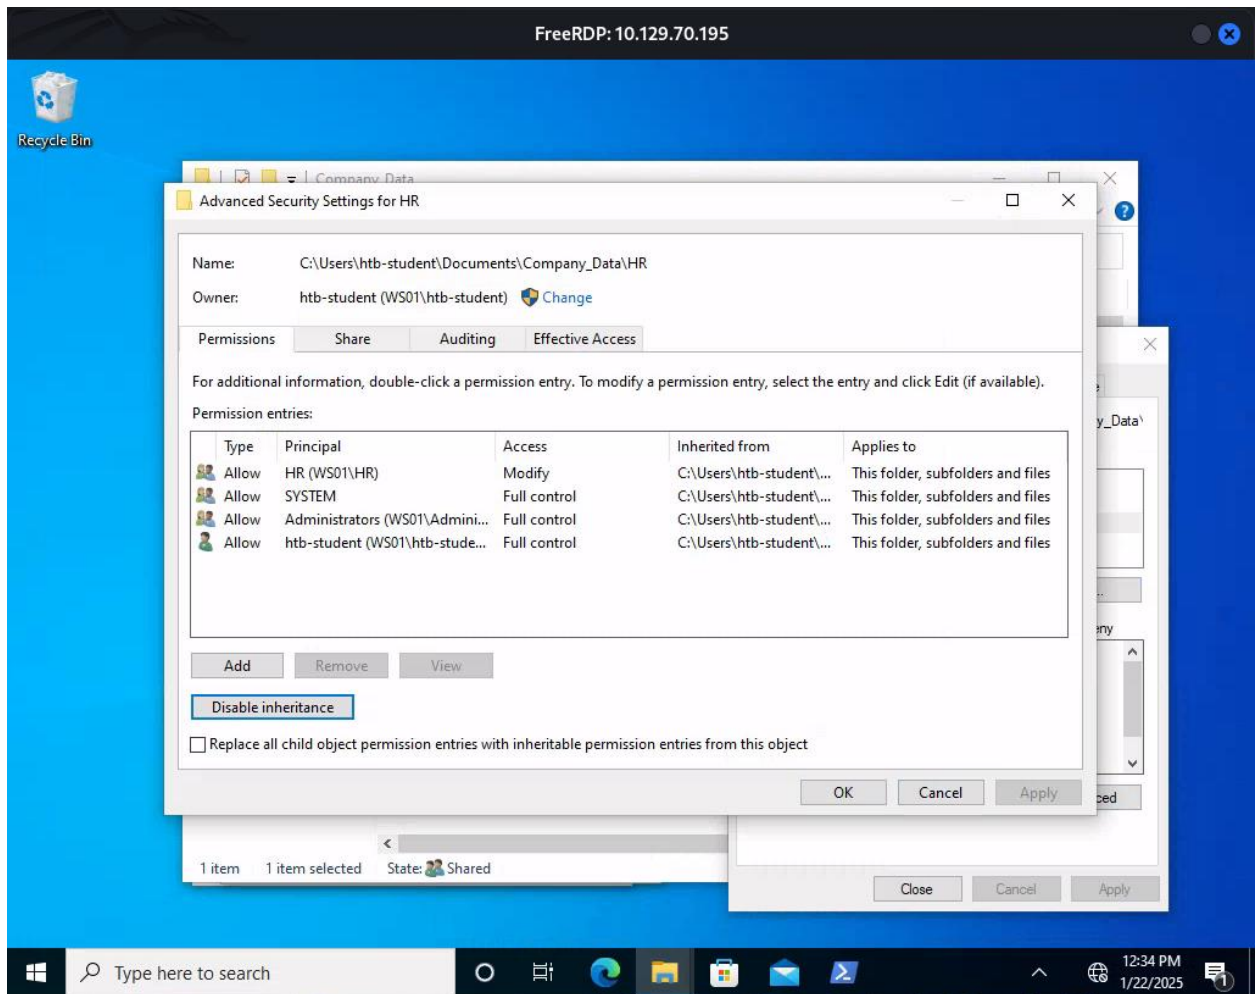 FreeRDP: 10.129.70.195
Recycle Bin
Company_Data
Advanced Security Settings for HR
Name: C:\Users\htb-student\Documents\Company_Data\HR
Owner: htb-student (WS01\htb-student) Change
Permissions Share Auditing Effective Access
For additional information, double-click a permission entry. To modify a permission entry, select the entry and click Edit (if available).
y_Data\
Permission entries:
Type Principal Access Inherited from Applies to
Allow HR (WS01\HR) Modify C:\Users\htb-student\... This folder, subfolders and files
Allow SYSTEM Full control C:\Users\htb-student\... This folder, subfolders and files
Allow Administrators (WS01\Admini... Full control C:\Users\htb-student\... This folder, subfolders and files
Allow htb-student (WS01\htb-stude... Full control C:\Users\htb-student\... This folder, subfolders and files
...
eny
Add Remove View
Disable inheritance
Replace all child object permission entries with inheritable permission entries from this object
OK Cancel Apply
ced
1 item 1 item selected State: Shared
Close Cancel Apply
Type here to search
12:34 PM
1/22/2025
1